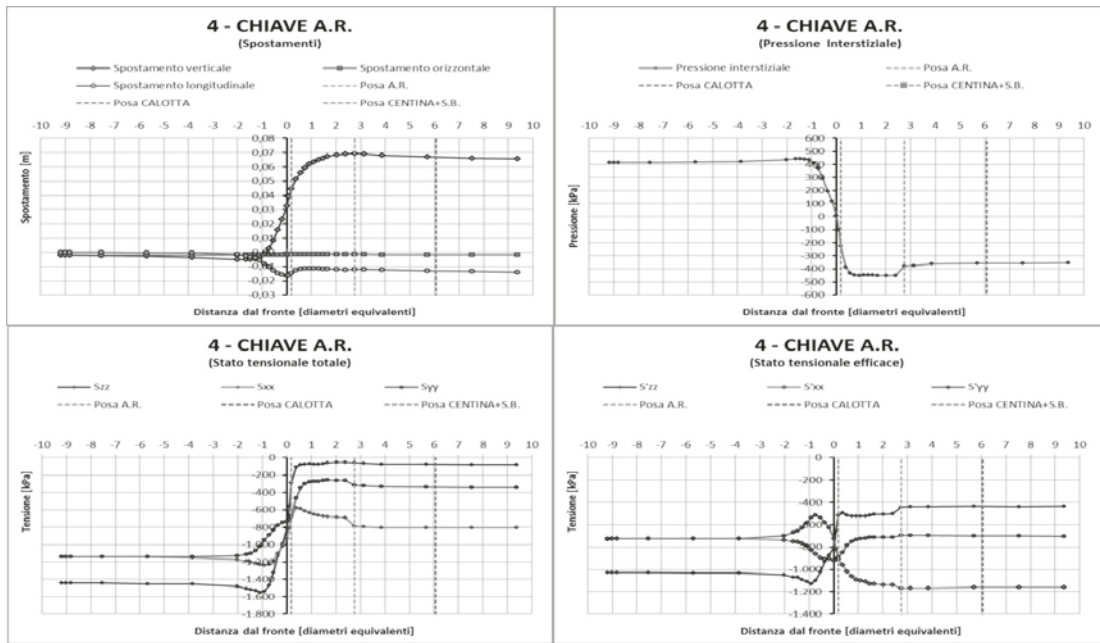 4 - CHIAVE A.R.
(Spostamenti)
Spostamento verticale
Spostamento orizzontale
Spostamento longitudinale
Posa A.R.
Posa CALOTTA
Posa CENTINA+S.B.
-10 -9 -8 -7 -6 -5 -4 -3 -2 -1 0 1 2 3 4 5 6 7 8 9 10
0,08
0,07
0,06
0,05
0,04
0,03
0,02
0,01
0,00
-0,01
-0,02
-0,03
Spostamento [m]
Distanza dal fronte [diametri equivalenti]
4 - CHIAVE A.R.
(Pressione Interstiziale)
Pressione interstiziale
Posa A.R.
Posa CALOTTA
Posa CENTINA+S.B.
-10 -9 -8 -7 -6 -5 -4 -3 -2 -1 0 1 2 3 4 5 6 7 8 9 10
600
500
400
300
200
100
0
-100
-200
-300
-400
-500
-600
Pressione [kPa]
Distanza dal fronte [diametri equivalenti]
4 - CHIAVE A.R.
(Stato tensionale totale)
Szz
Sxx
Syy
Posa A.R.
Posa CALOTTA
Posa CENTINA+S.B.
-10 -9 -8 -7 -6 -5 -4 -3 -2 -1 0 1 2 3 4 5 6 7 8 9 10
0
-200
-400
-600
-800
-1.000
-1.200
-1.400
-1.600
-1.800
Tensione [kPa]
Distanza dal fronte [diametri equivalenti]
4 - CHIAVE A.R.
(Stato tensionale efficace)
S'zz
S'xx
S'yy
Posa A.R.
Posa CALOTTA
Posa CENTINA+S.B.
-10 -9 -8 -7 -6 -5 -4 -3 -2 -1 0 1 2 3 4 5 6 7 8 9 10
0
-200
-400
-600
-800
-1.000
-1.200
-1.400
Tensione [kPa]
Distanza dal fronte [diametri equivalenti]